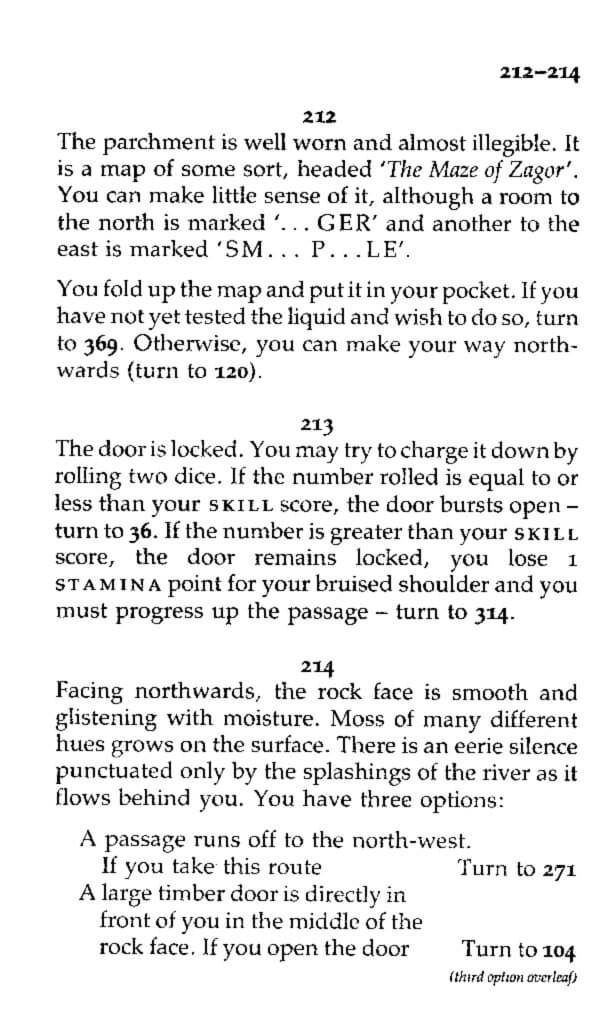 212–214
212
The parchment is well worn and almost illegible. It
is a map of some sort, headed 'The Maze of Zagor'.
You can make little sense of it, although a room to
the north is marked '. . . GER' and another to the
east is marked 'SM. . . P. . .LE'.
You fold up the map and put it in your pocket. If you
have not yet tested the liquid and wish to do so, turn
to 369. Otherwise, you can make your way north-
wards (turn to 120).
213
The door is locked. You may try to charge it down by
rolling two dice. If the number rolled is equal to or
less than your SKILL score, the door bursts open –
turn to 36. If the number is greater than your SKILL
score, the door remains locked, you lose 1
STAMINA point for your bruised shoulder and you
must progress up the passage – turn to 314.
214
Facing northwards, the rock face is smooth and
glistening with moisture. Moss of many different
hues grows on the surface. There is an eerie silence
punctuated only by the splashings of the river as it
flows behind you. You have three options:
A passage runs off to the north-west.
If you take this route Turn to 271
A large timber door is directly in
front of you in the middle of the
rock face. If you open the door Turn to 104
(third option overleaf)